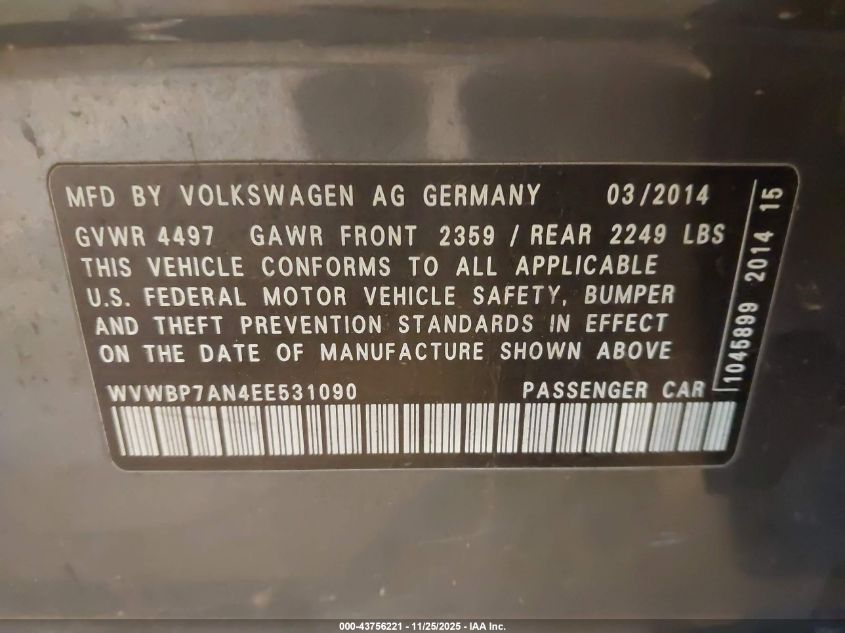 MFD BY VOLKSWAGEN AG GERMANY 03/2014
GVWR 4497 GAWR FRONT 2359 / REAR 2249 LBS
THIS VEHICLE CONFORMS TO ALL APPLICABLE
U.S. FEDERAL MOTOR VEHICLE SAFETY, BUMPER
AND THEFT PREVENTION STANDARDS IN EFFECT
ON THE DATE OF MANUFACTURE SHOWN ABOVE
WVWBP7AN4EE531090 PASSENGER CAR
1045899 2014 15
000-43756221 - 11/25/2025 - IAA Inc.